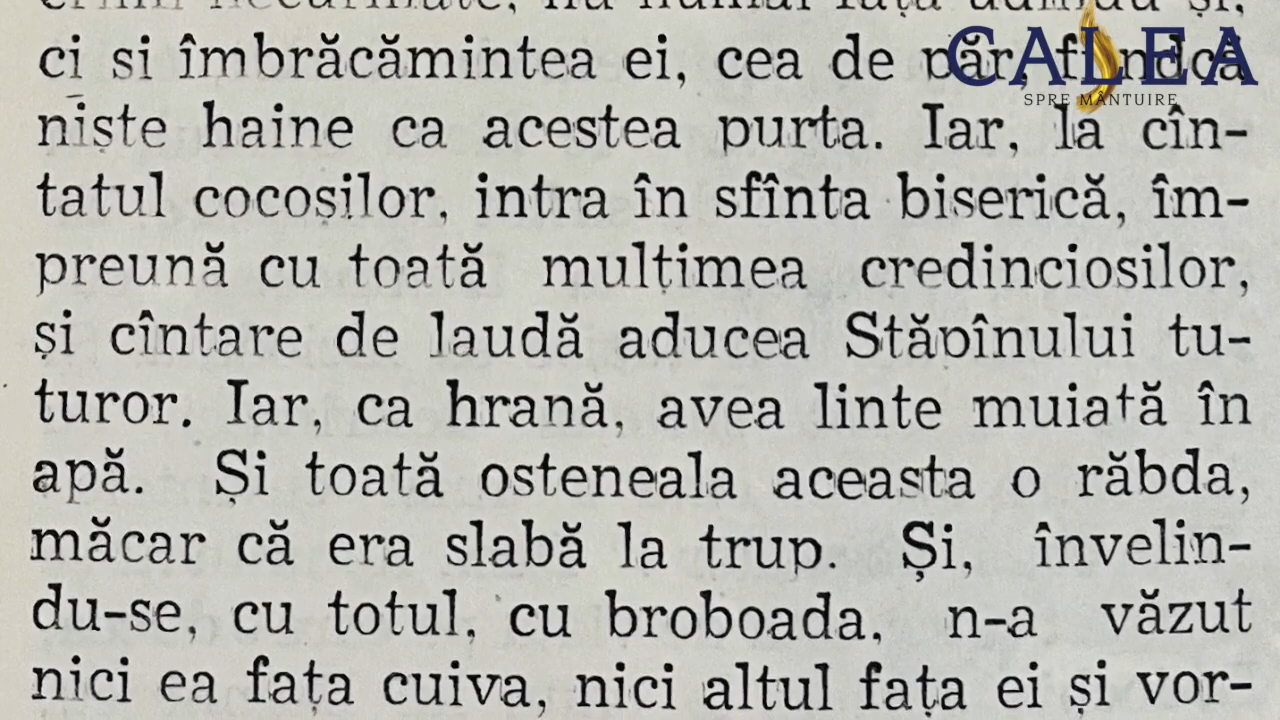 ci si îmbrăcămintea ei, cea de păr, fiindcă
CALEA
SPRE MÂNTUIRE
niște haine ca acestea purta. Iar, la cîn-
tatul cocoșilor, intra în sfînta biserică, îm-
preună cu toată mulțimea credincioșilor,
și cîntare de laudă aducea Stăpînului tu-
turor. Iar, ca hrană, avea linte muiată în
apă. Și toată osteneala aceasta o răbda,
măcar că era slabă la trup. Și, învelin-
du-se, cu totul, cu broboada, n-a văzut
nici ea fața cuiva, nici altul fața ei și vor-